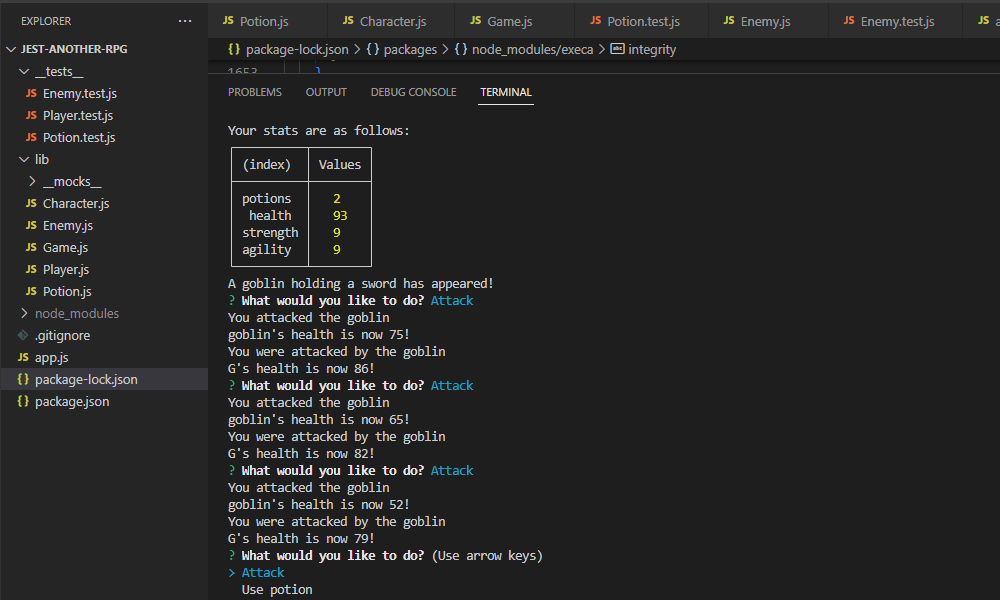 EXPLORER ···
JEST-ANOTHER-RPG
__tests__
JS Enemy.test.js
JS Player.test.js
JS Potion.test.js
lib
__mocks__
JS Character.js
JS Enemy.js
JS Game.js
JS Player.js
JS Potion.js
node_modules
.gitignore
JS app.js
{} package-lock.json
{} package.json
JS Potion.js JS Character.js JS Game.js JS Potion.test.js JS Enemy.js JS Enemy.test.js JS
{} package-lock.json > {} packages > {} node_modules/execa > abc integrity
1653 }
PROBLEMS OUTPUT DEBUG CONSOLE TERMINAL
Your stats are as follows:
(index) Values
potions 2
health 93
strength 9
agility 9
A goblin holding a sword has appeared!
? What would you like to do? Attack
You attacked the goblin
goblin's health is now 75!
You were attacked by the goblin
G's health is now 86!
? What would you like to do? Attack
You attacked the goblin
goblin's health is now 65!
You were attacked by the goblin
G's health is now 82!
? What would you like to do? Attack
You attacked the goblin
goblin's health is now 52!
You were attacked by the goblin
G's health is now 79!
? What would you like to do? (Use arrow keys)
> Attack
Use potion